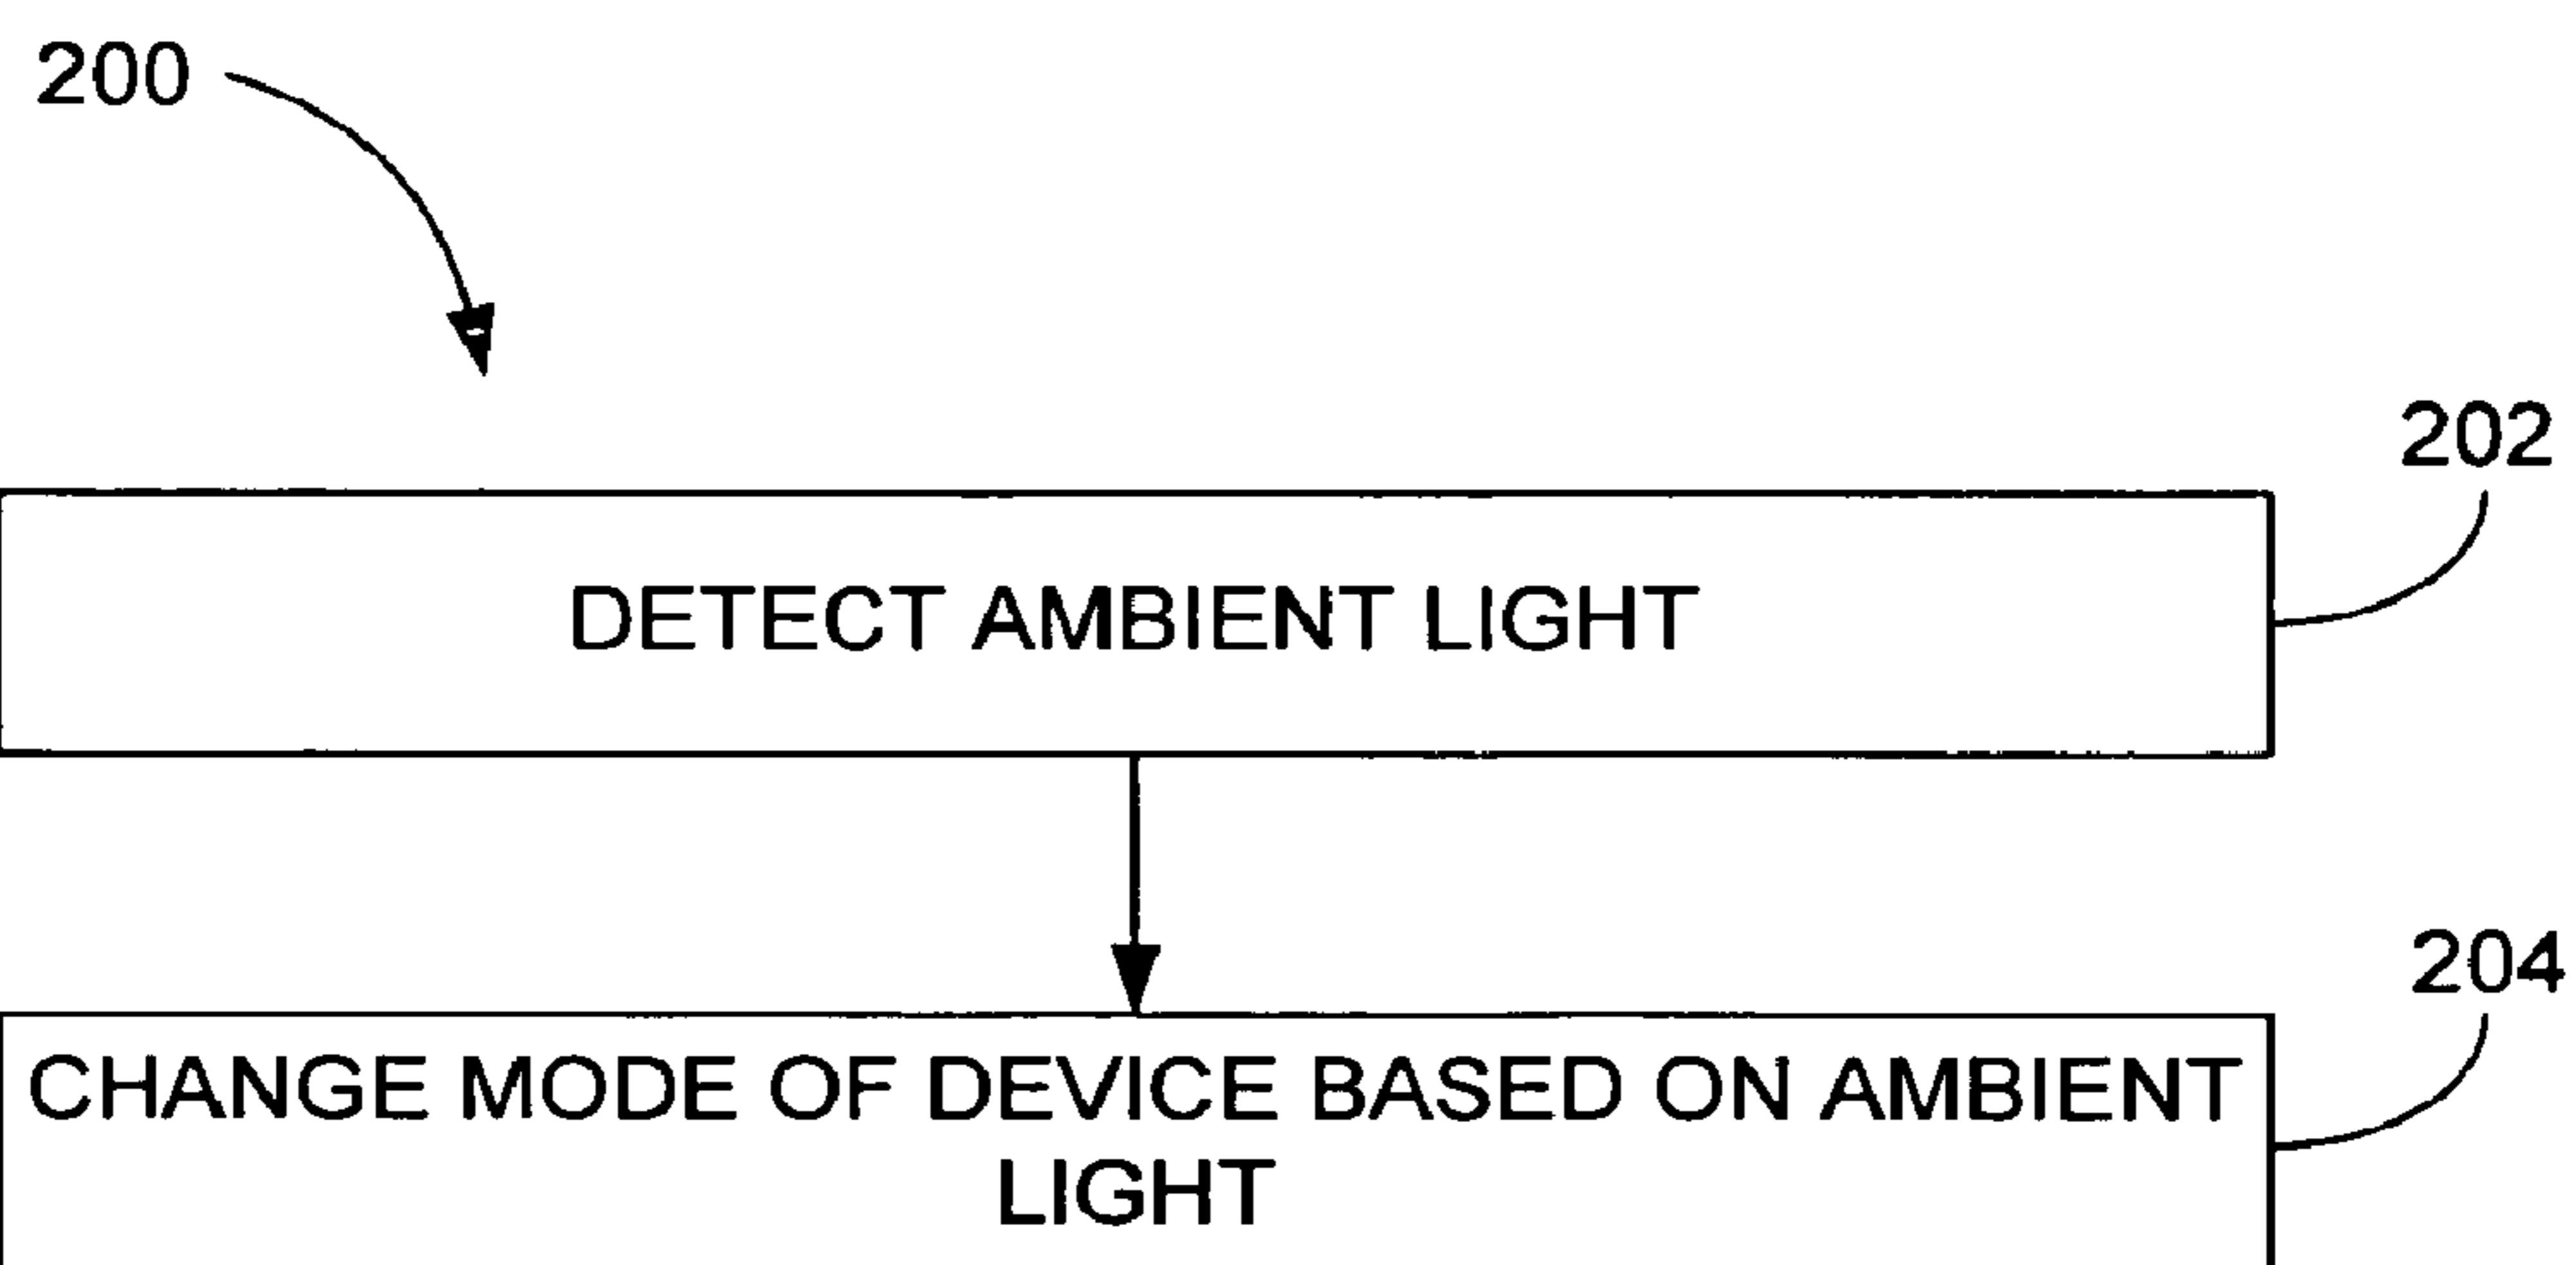 200
202
DETECT AMBIENT LIGHT
204
CHANGE MODE OF DEVICE BASED ON AMBIENT
LIGHT